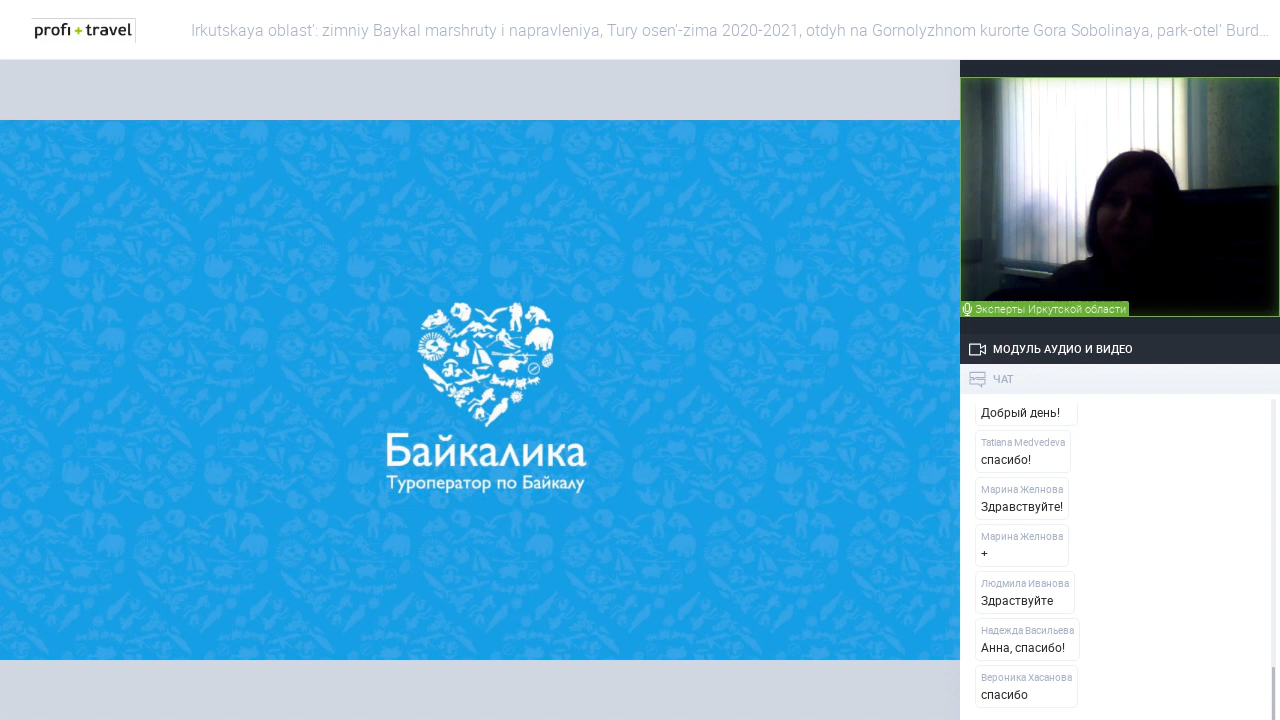 profi + travel
Irkutskaya oblast': zimniy Baykal marshruty i napravleniya, Tury osen'-zima 2020-2021, otdyh na Gornolyzhnom kurorte Gora Sobolinaya, park-otel' Burd...
Байкалика
Туроператор по Байкалу
Эксперты Иркутской области
МОДУЛЬ АУДИО И ВИДЕО
ЧАТ
Добрый день!
Tatiana Medvedeva
спасибо!
Марина Желнова
Здравствуйте!
Марина Желнова
+
Людмила Иванова
Здраствуйте
Надежда Васильева
Анна, спасибо!
Вероника Хасанова
спасибо